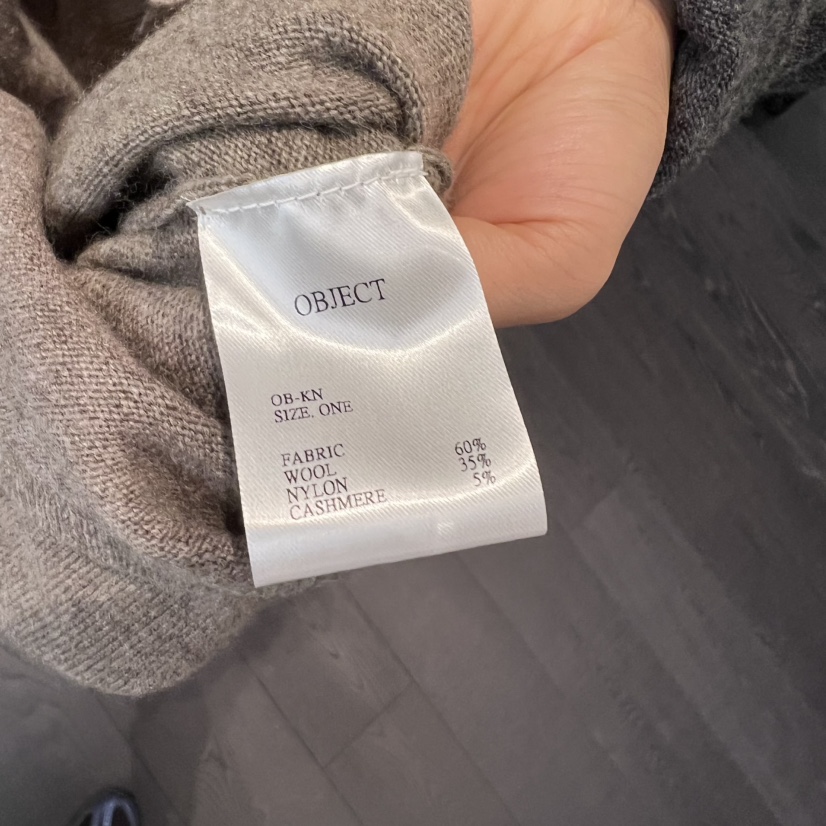 OBJECT
OB-KN
SIZE. ONE
FABRIC
WOOL 60%
NYLON 35%
CASHMERE 5%